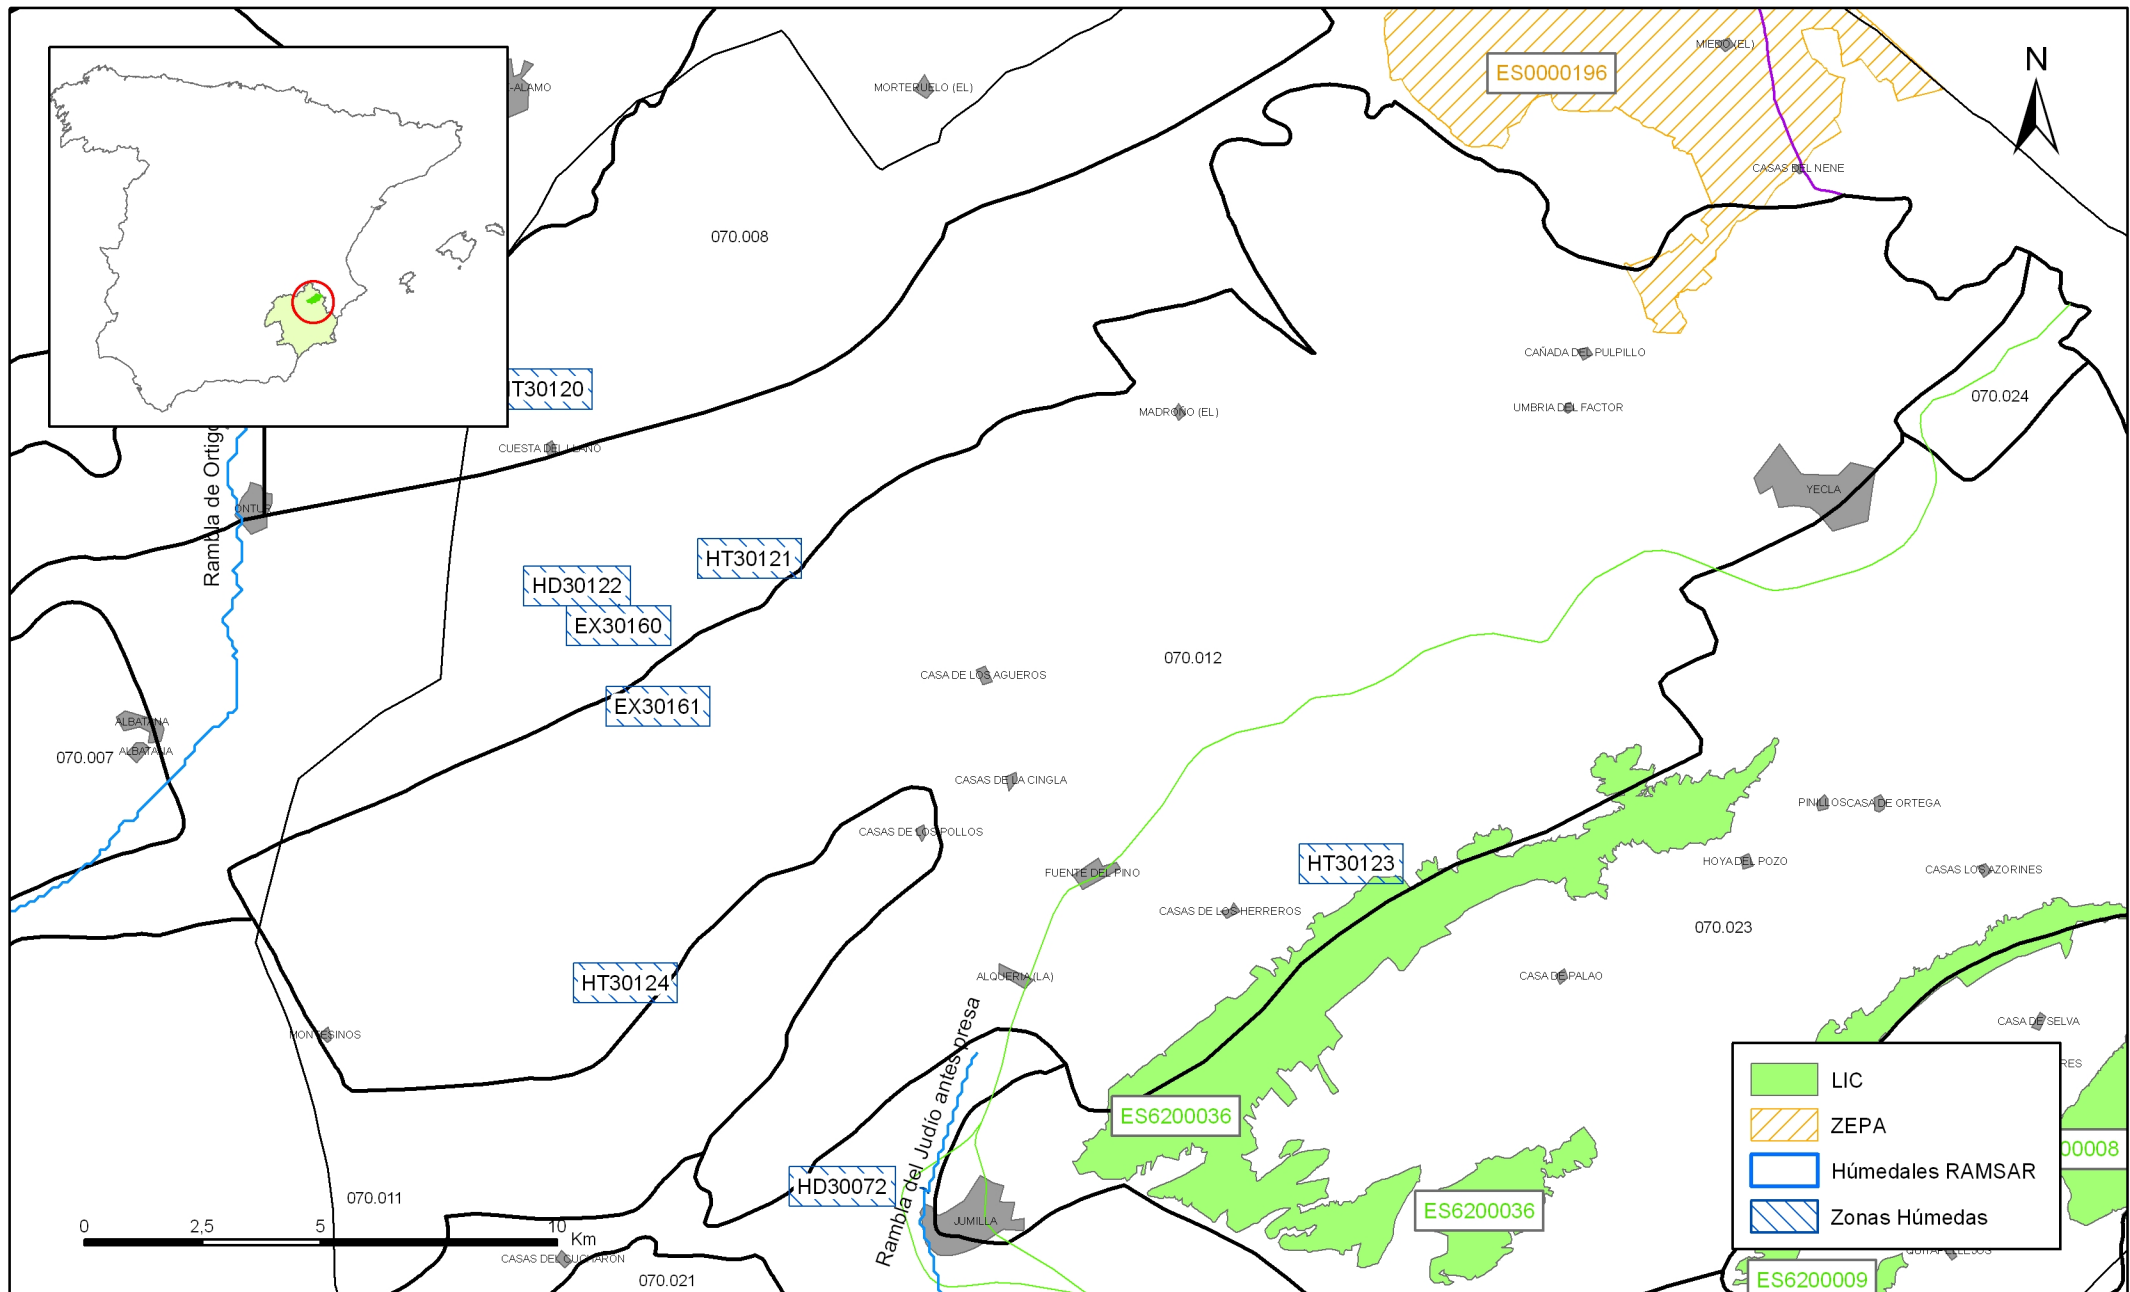 MIEDO (EL)
N
ES0000196
-ALAMO
MORTERUELO (EL)
CASAS DEL NENE
070.008
CAÑADA DEL PULPILLO
T30120
070.024
UMBRIA DEL FACTOR
MADROÑO (EL)
CUESTA DEL LLANO
Rambla de Ortigo
YECLA
ONTUR
HT30121
HD30122
EX30160
070.012
CASA DE LOS AGUEROS
EX30161
ALBATANA
ALBATANA
070.007
CASAS DE LA CINGLA
PINILLOS
CASA DE ORTEGA
CASAS DE LOS POLLOS
HT30123
HOYA DEL POZO
FUENTE DEL PINO
CASAS LOS AZORINES
CASAS DE LOS HERREROS
070.023
ALQUERIA (LA)
CASA DE PALAO
HT30124
CASA DE SELVA
MONTESINOS
RES
Rambla del Judío antes presa
ES6200036
LIC
ZEPA
Húmedales RAMSAR
Zonas Húmedas
00008
HD30072
070.011
ES6200036
JUMILLA
0 2,5 5 10
Km
CASAS DEL CUCHARON
QUITAPELLEJOS
070.021
ES6200009